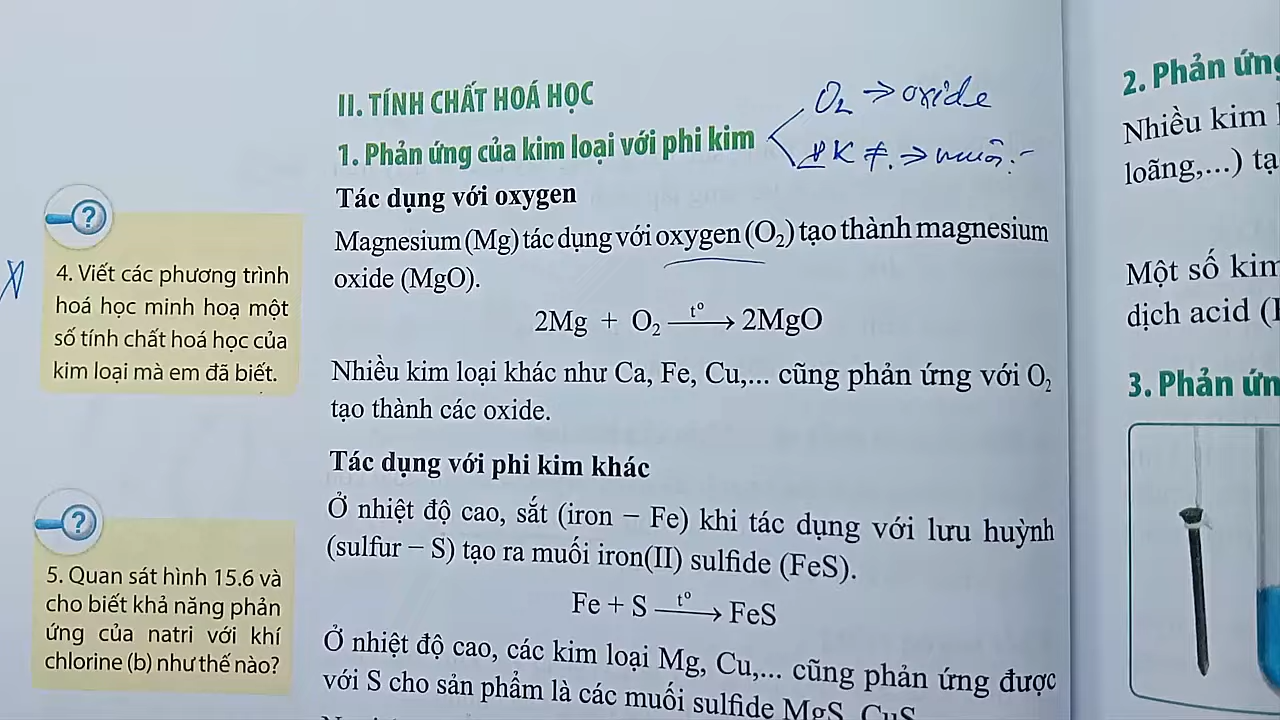 II. TÍNH CHẤT HOÁ HỌC
1. Phản ứng của kim loại với phi kim
O₂ → oxide
PK ≠ ⇒ muối
Tác dụng với oxygen
Magnesium (Mg) tác dụng với oxygen (O₂) tạo thành magnesium
oxide (MgO).
2Mg + O₂ —t°→ 2MgO
Nhiều kim loại khác như Ca, Fe, Cu,... cũng phản ứng với O₂
tạo thành các oxide.
Tác dụng với phi kim khác
Ở nhiệt độ cao, sắt (iron – Fe) khi tác dụng với lưu huỳnh
(sulfur – S) tạo ra muối iron(II) sulfide (FeS).
Fe + S —t°→ FeS
Ở nhiệt độ cao, các kim loại Mg, Cu,... cũng phản ứng được
với S cho sản phẩm là các muối sulfide MgS, CuS
?
4. Viết các phương trình
hoá học minh hoạ một
số tính chất hoá học của
kim loại mà em đã biết.
?
5. Quan sát hình 15.6 và
cho biết khả năng phản
ứng của natri với khí
chlorine (b) như thế nào?
2. Phản ứng
Nhiều kim
loãng,...) tạ
Một số kim
dịch acid (
3. Phản ứn